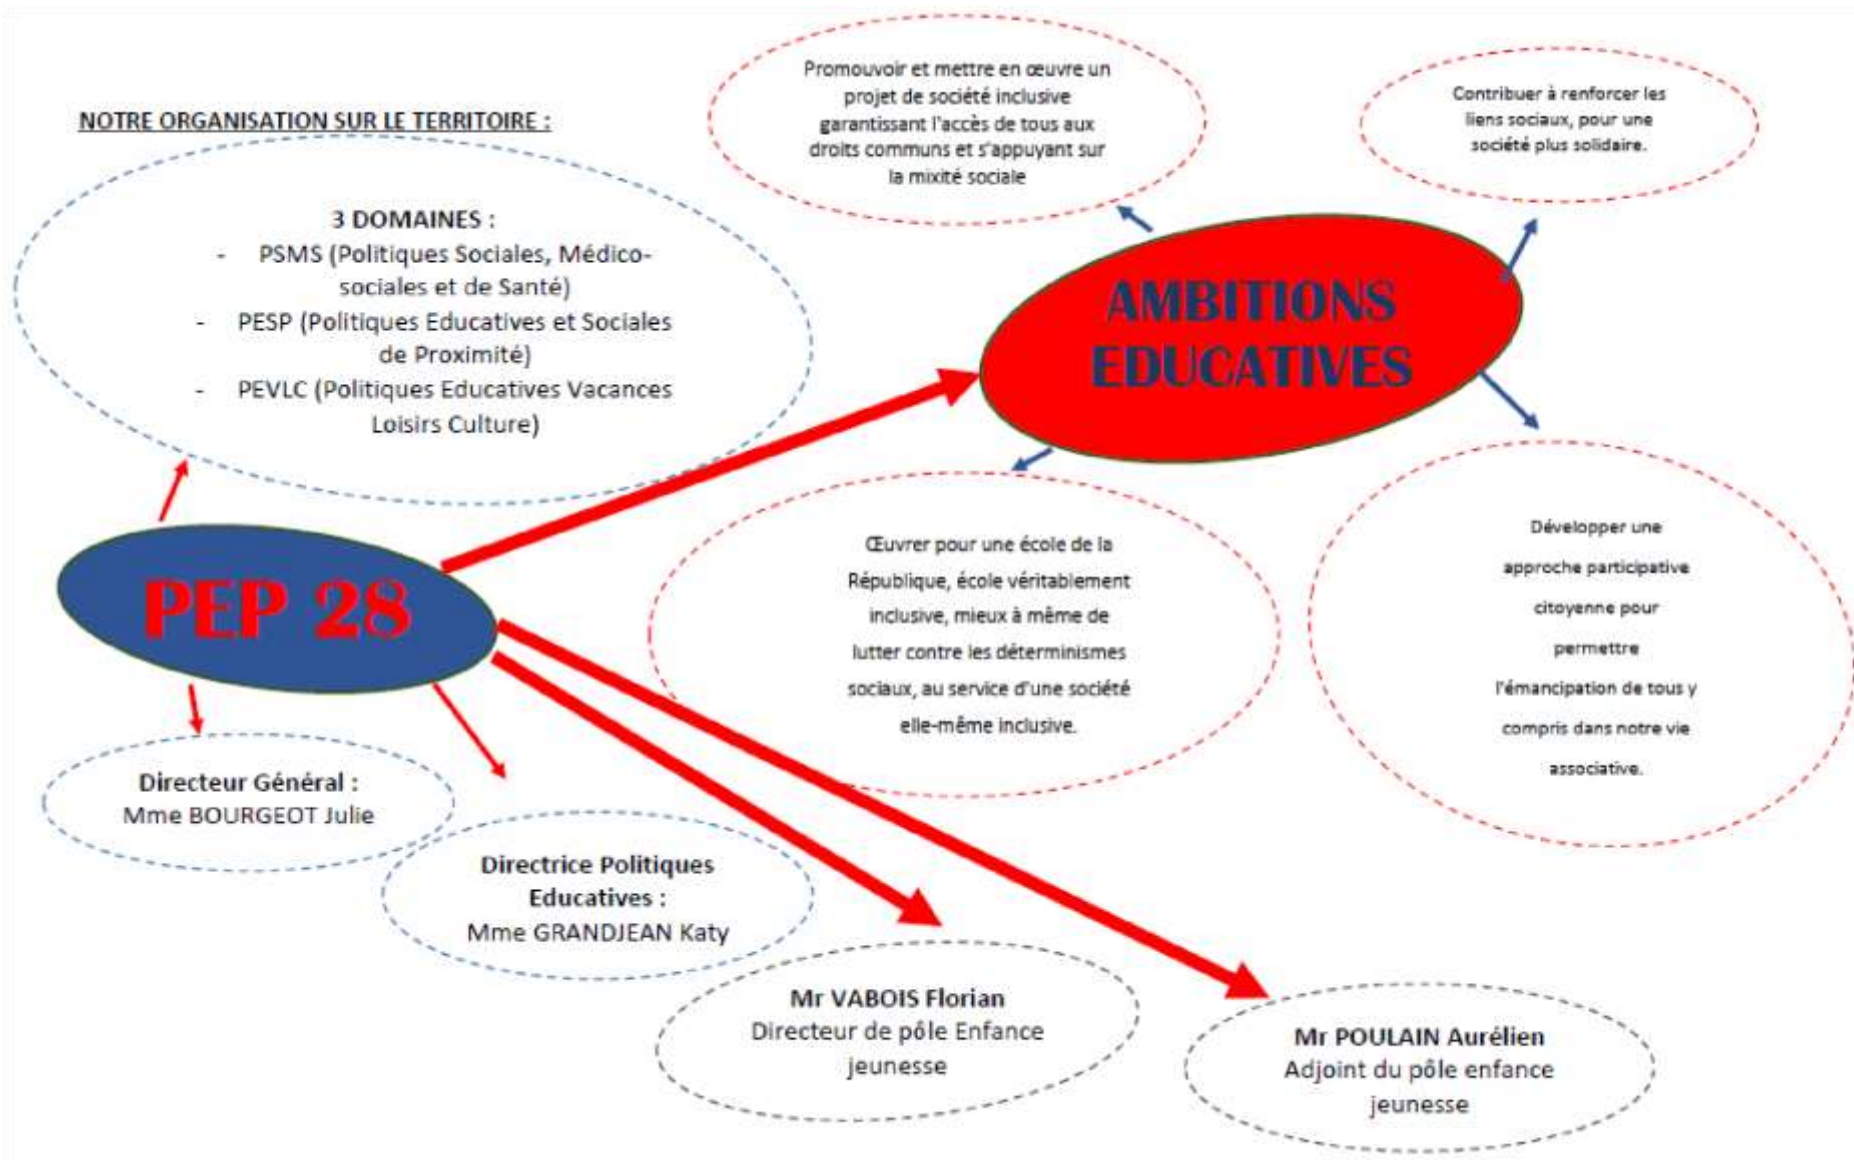 NOTRE ORGANISATION SUR LE TERRITOIRE :
3 DOMAINES :
- PSMS (Politiques Sociales, Médico-
sociales et de Santé)
- PESP (Politiques Educatives et Sociales
de Proximité)
- PEVLC (Politiques Educatives Vacances
Loisirs Culture)
Promouvoir et mettre en œuvre un
projet de société inclusive
garantissant l'accès de tous aux
droits communs et s'appuyant sur
la mixité sociale
Contribuer à renforcer les
liens sociaux, pour une
société plus solidaire.
AMBITIONS
EDUCATIVES
PEP 28
Œuvrer pour une école de la
République, école véritablement
inclusive, mieux à même de
lutter contre les déterminismes
sociaux, au service d'une société
elle-même inclusive.
Développer une
approche participative
citoyenne pour
permettre
l'émancipation de tous y
compris dans notre vie
associative.
Directeur Général :
Mme BOURGEOT Julie
Directrice Politiques
Educatives :
Mme GRANDJEAN Katy
Mr VABOIS Florian
Directeur de pôle Enfance
jeunesse
Mr POULAIN Aurélien
Adjoint du pôle enfance
jeunesse